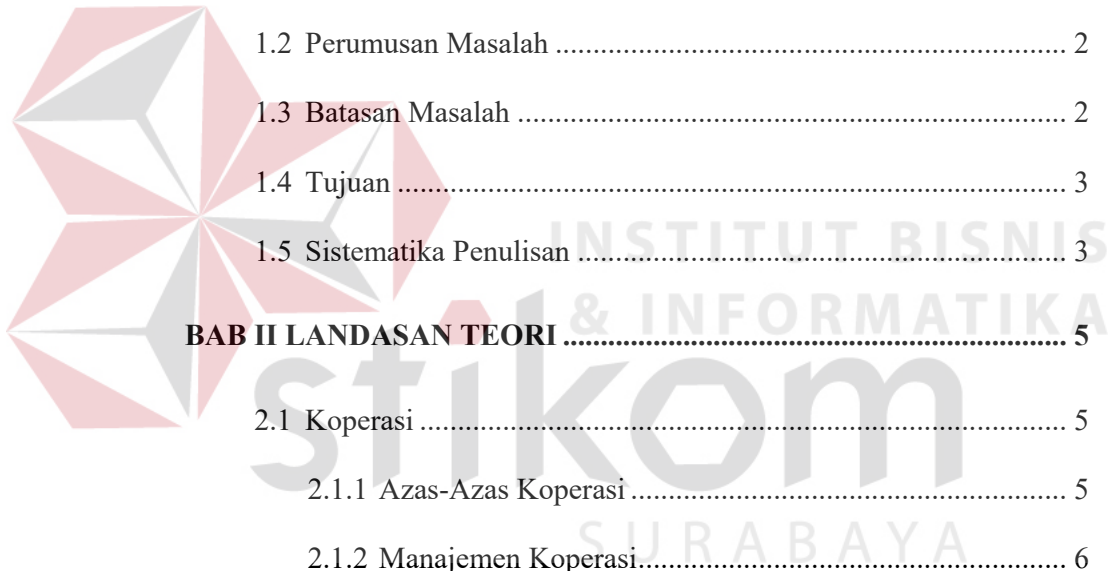 1.2 Perumusan Masalah ........................................................................ 2
1.3 Batasan Masalah ............................................................................. 2
1.4 Tujuan ............................................................................................. 3
INSTITUT BISNIS
1.5 Sistematika Penulisan ..................................................................... 3
& INFORMATIKA
BAB II LANDASAN TEORI ....................................................................... 5
stikom
2.1 Koperasi .......................................................................................... 5
2.1.1 Azas-Azas Koperasi ............................................................. 5
SURABAYA
2.1.2 Manajemen Koperasi............................................................ 6